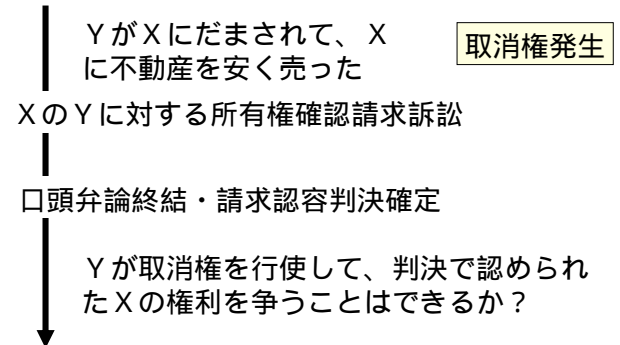 ＹがＸにだまされて、Ｘ
に不動産を安く売った
取消権発生
ＸのＹに対する所有権確認請求訴訟
口頭弁論終結・請求認容判決確定
Ｙが取消権を行使して、判決で認められ
たＸの権利を争うことはできるか？